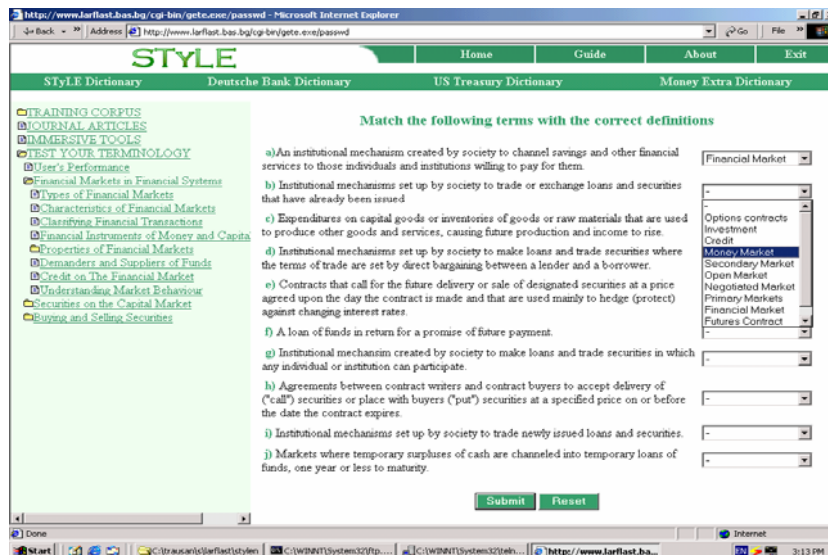 http://www.larflast.bas.bg/cgi-bin/gete.exe/passwd - Microsoft Internet Explorer
Back Address http://www.larflast.bas.bg/cgi-bin/gete.exe/passwd Go File
STyLE Home Guide About Exit
STyLE Dictionary Deutsche Bank Dictionary US Treasury Dictionary Money Extra Dictionary
TRAINING CORPUS
JOURNAL ARTICLES
IMMERSIVE TOOLS
TEST YOUR TERMINOLOGY
User's Performance
Financial Markets in Financial Systems
Types of Financial Markets
Characteristics of Financial Markets
Classifying Financial Transactions
Financial Instruments of Money and Capita
Properties of Financial Markets
Demanders and Suppliers of Funds
Credit on The Financial Market
Understanding Market Behaviour
Securities on the Capital Market
Buying and Selling Securities
Match the following terms with the correct definitions
a)An institutional mechanism created by society to channel savings and other financial
services to those individuals and institutions willing to pay for them.
Financial Market
b) Institutional mechanisms set up by society to trade or exchange loans and securities
that have already been issued
-
-
Options contracts
Investment
Credit
Money Market
Secondary Market
Open Market
Negotiated Market
Primary Markets
Financial Market
Futures Contract
c) Expenditures on capital goods or inventories of goods or raw materials that are used
to produce other goods and services, causing future production and income to rise.
d) Institutional mechanisms set up by society to make loans and trade securities where
the terms of trade are set by direct bargaining between a lender and a borrower.
e) Contracts that call for the future delivery or sale of designated securities at a price
agreed upon the day the contract is made and that are used mainly to hedge (protect)
against changing interest rates.
f) A loan of funds in return for a promise of future payment.
-
g) Institutional mechansim created by society to make loans and trade securities in which
any individual or institution can participate.
-
h) Agreements between contract writers and contract buyers to accept delivery of
("call") securities or place with buyers ("put") securities at a specified price on or before
the date the contract expires.
-
i) Institutional mechanisms set up by society to trade newly issued loans and securities.
-
j) Markets where temporary surpluses of cash are channeled into temporary loans of
funds, one year or less to maturity.
-
Submit Reset
Done Internet
Start C:\trausan\s\larflast\stylen C:\WINNT\System32\ftp.... C:\WINNT\System32\teln... http://www.larflast.ba... EN 3:13 PM